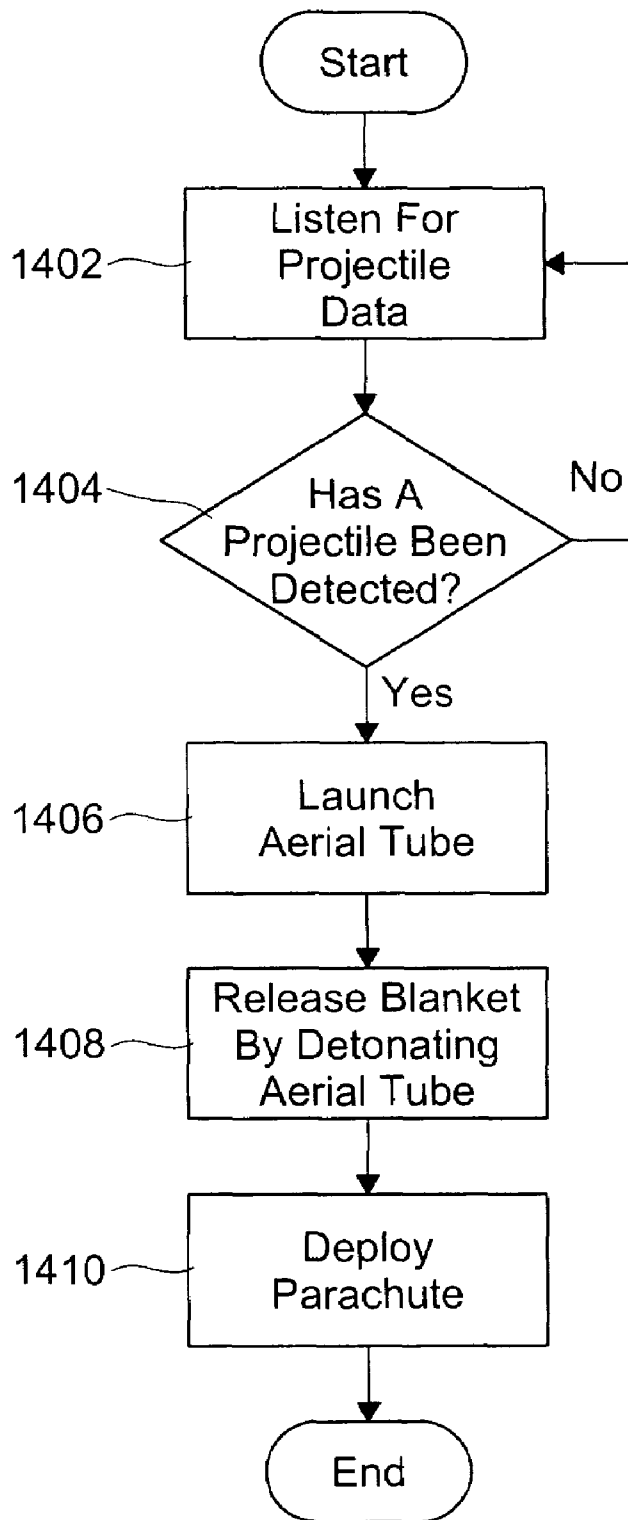 Start
1402
Listen For
Projectile
Data
1404
Has A
Projectile Been
Detected?
No
Yes
1406
Launch
Aerial Tube
1408
Release Blanket
By Detonating
Aerial Tube
1410
Deploy
Parachute
End